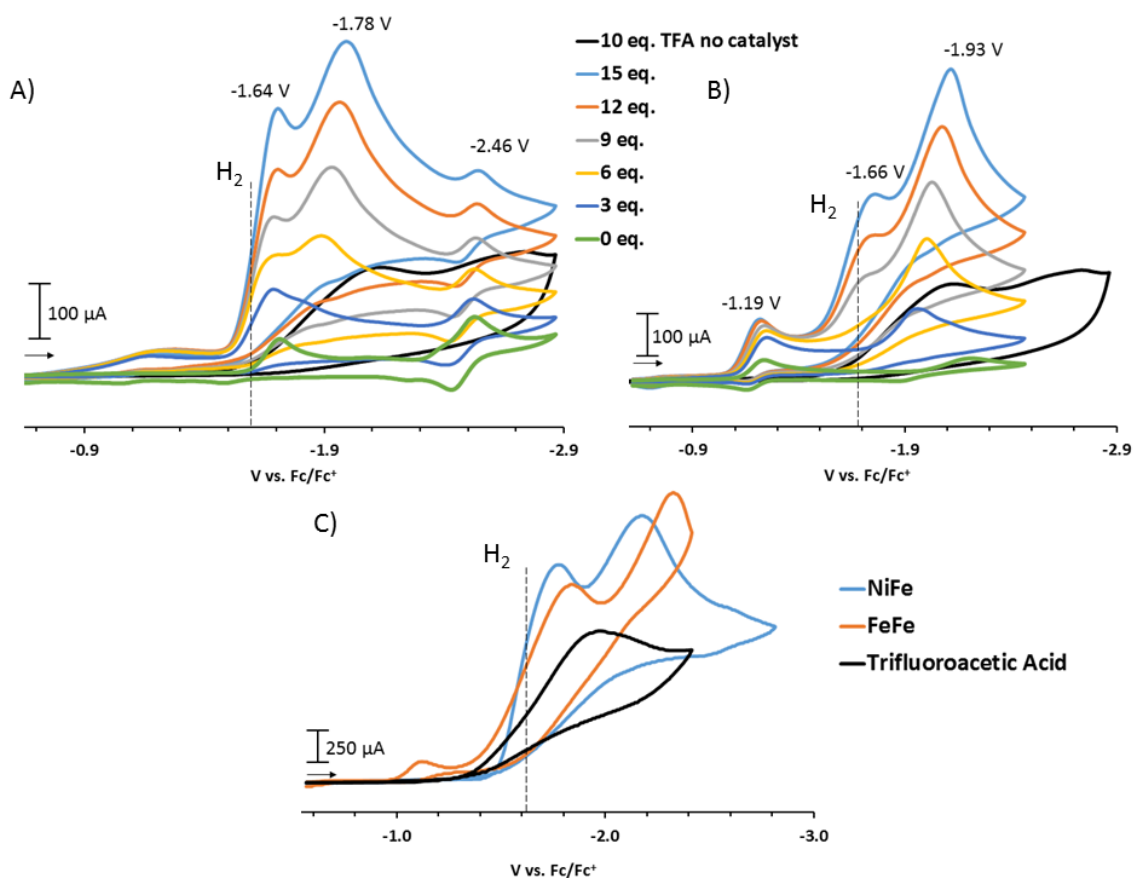 A)
-1.64 V
-1.78 V
-2.46 V
H₂
100 µA
-0.9
-1.9
-2.9
V vs. Fc/Fc⁺
10 eq. TFA no catalyst
15 eq.
12 eq.
9 eq.
6 eq.
3 eq.
0 eq.
B)
-1.93 V
-1.66 V
H₂
-1.19 V
100 µA
-0.9
-1.9
-2.9
V vs. Fc/Fc⁺
C)
H₂
250 µA
-1.0
-2.0
-3.0
V vs. Fc/Fc⁺
NiFe
FeFe
Trifluoroacetic Acid